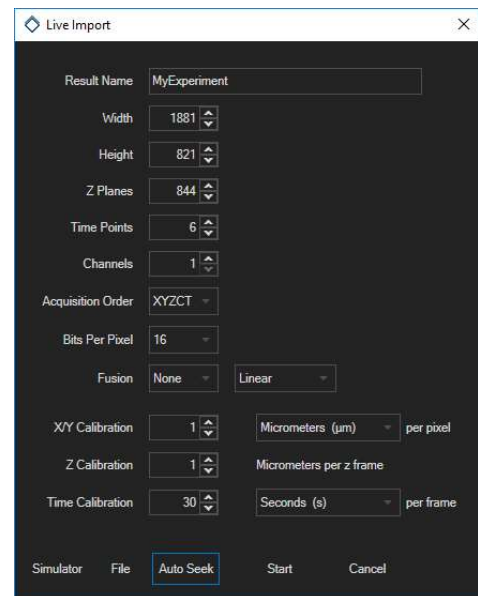 Live Import
Result Name MyExperiment
Width 1881
Height 821
Z Planes 844
Time Points 6
Channels 1
Acquisition Order XYZCT
Bits Per Pixel 16
Fusion None Linear
X/Y Calibration 1 Micrometers (µm) per pixel
Z Calibration 1 Micrometers per z frame
Time Calibration 30 Seconds (s) per frame
Simulator File Auto Seek Start Cancel